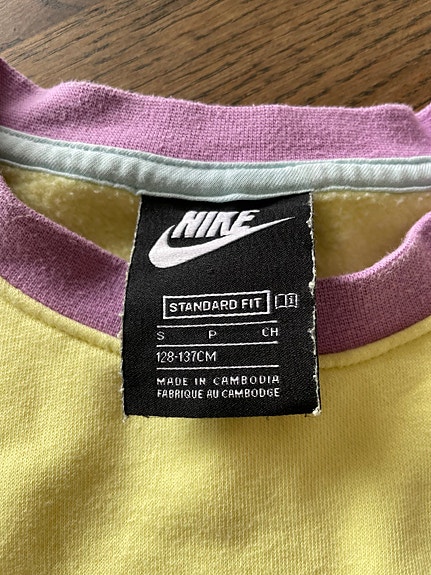 NIKE
STANDARD FIT
S P CH
128-137CM
MADE IN CAMBODIA
FABRIQUE AU CAMBODGE